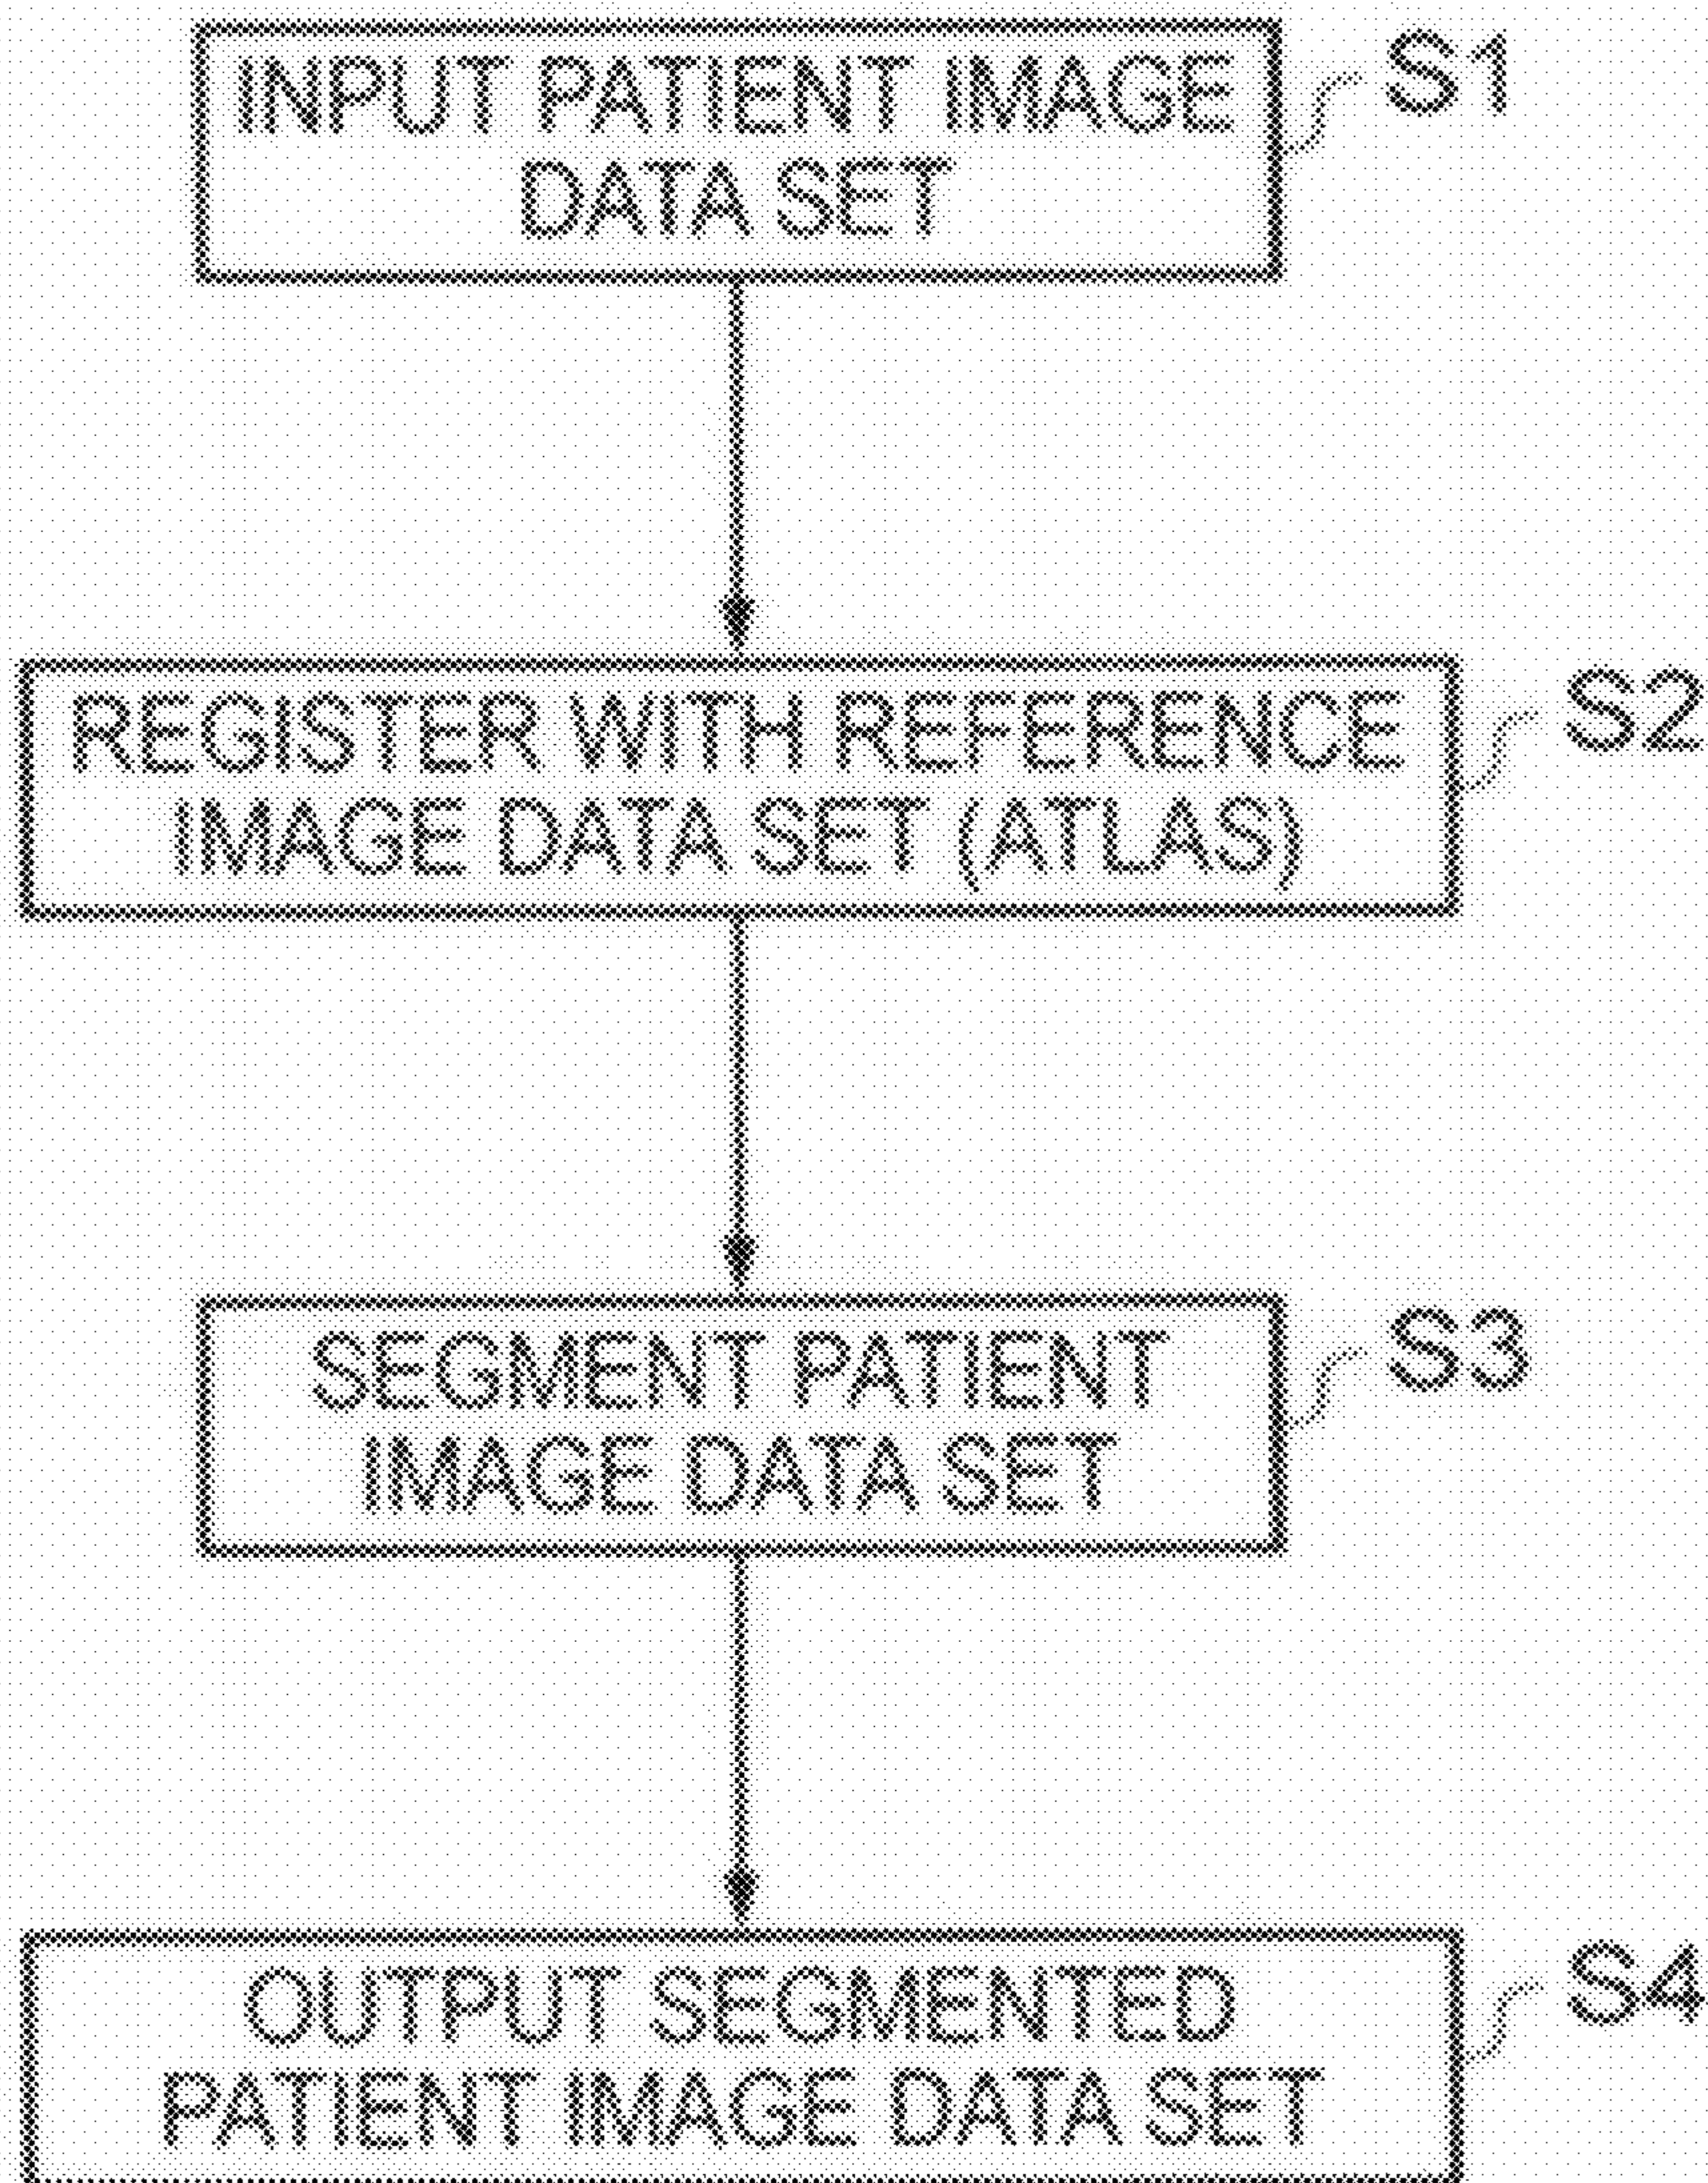 INPUT PATIENT IMAGE
DATA SET
S1
REGISTER WITH REFERENCE
IMAGE DATA SET (ATLAS)
S2
SEGMENT PATIENT
IMAGE DATA SET
S3
OUTPUT SEGMENTED
PATIENT IMAGE DATA SET
S4